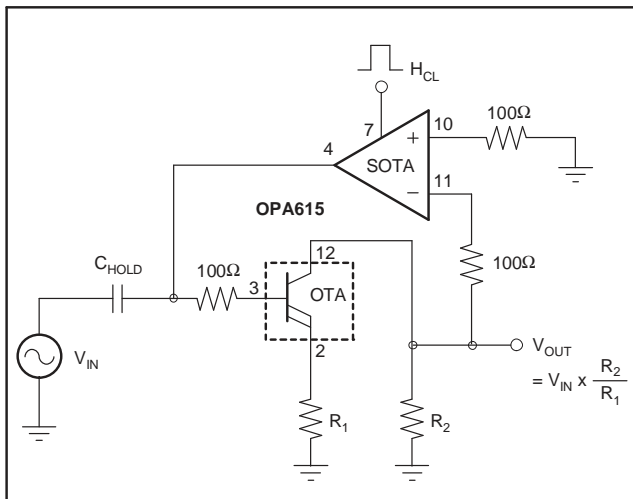 H_CL
100Ω
7
10
4
+
SOTA
11
−
OPA615
C_HOLD
100Ω
12
100Ω
3
OTA
2
V_IN
V_OUT
= V_IN x R_2/R_1
R_1
R_2